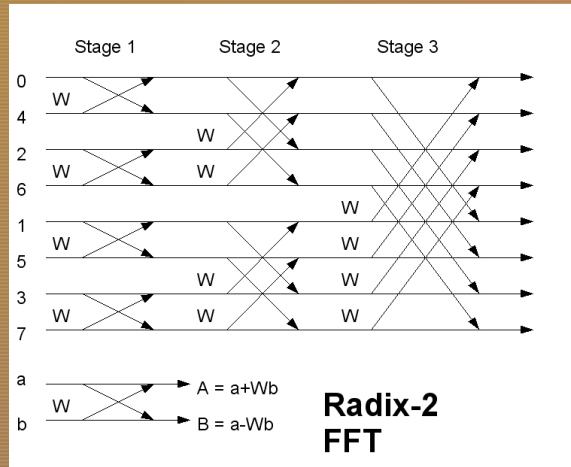 Stage 1 Stage 2 Stage 3
0
W
4
W
2
W W
6
W
1
W W
5
W W
3
W W W
7
a
W A = a+Wb
b B = a-Wb
Radix-2
FFT